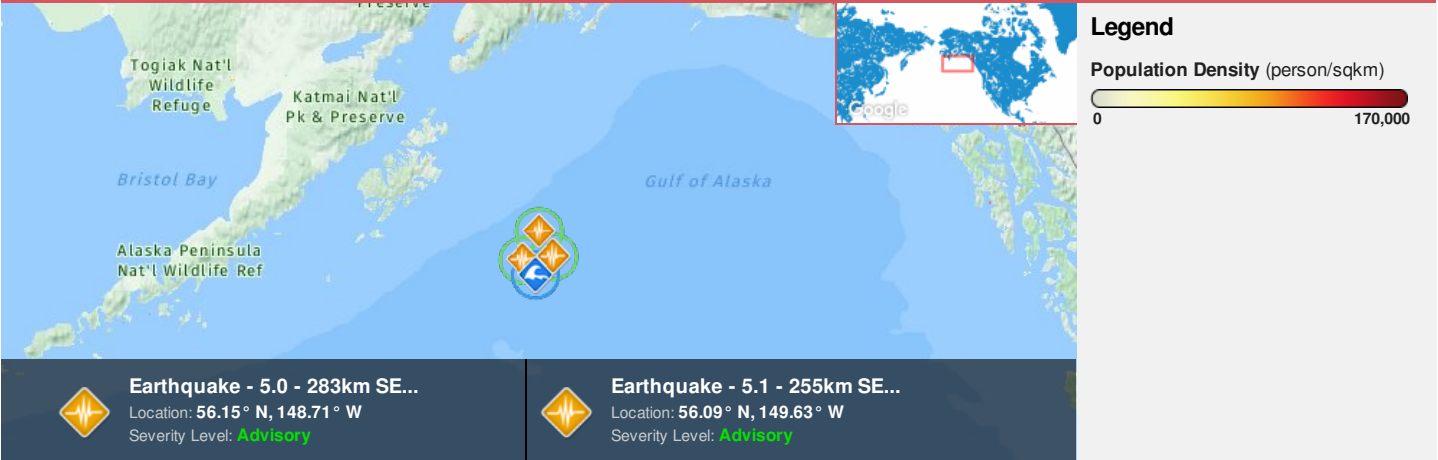 Preserve
Togiak Nat'l
Wildlife
Refuge
Katmai Nat'l
Pk & Preserve
Bristol Bay
Gulf of Alaska
Alaska Peninsula
Nat'l Wildlife Ref
Google
Legend
Population Density (person/sqkm)
0 170,000
Earthquake - 5.0 - 283km SE...
Location: 56.15° N, 148.71° W
Severity Level: Advisory
Earthquake - 5.1 - 255km SE...
Location: 56.09° N, 149.63° W
Severity Level: Advisory